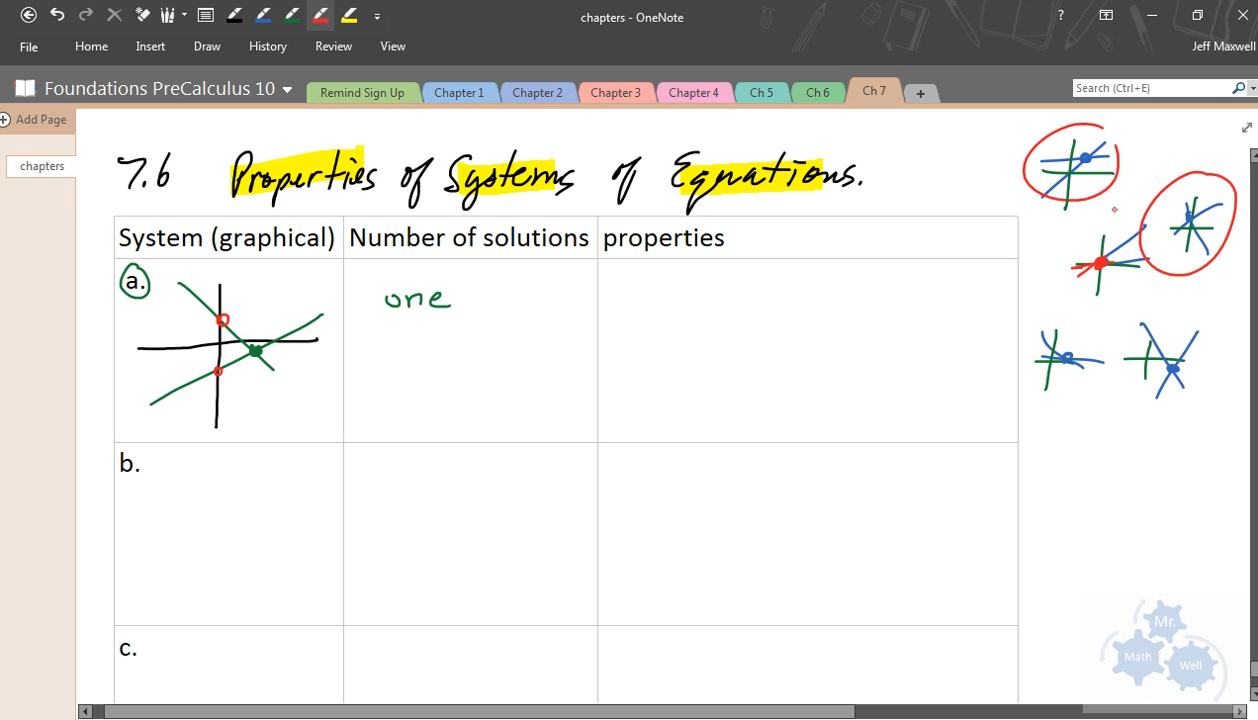 chapters - OneNote
?
File
Home
Insert
Draw
History
Review
View
Jeff Maxwell
Foundations PreCalculus 10
Remind Sign Up
Chapter 1
Chapter 2
Chapter 3
Chapter 4
Ch 5
Ch 6
Ch 7
Search (Ctrl+E)
Add Page
chapters
7.6 Properties of Systems of Equations.
System (graphical) Number of solutions properties
a. one
b.
c.
Mr.
Math
Well